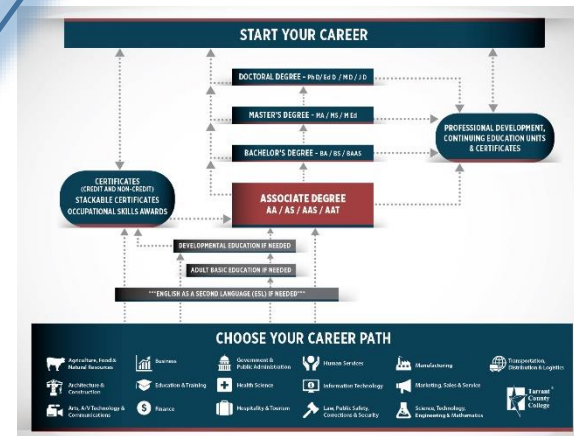 START YOUR CAREER
DOCTORAL DEGREE - Ph D / Ed D / M D / J D
MASTER'S DEGREE - MA / MS / M Ed
BACHELOR'S DEGREE - BA / BS / BAAS
PROFESSIONAL DEVELOPMENT,
CONTINUING EDUCATION UNITS
& CERTIFICATES
CERTIFICATES
(CREDIT AND NON-CREDIT)
STACKABLE CERTIFICATES
OCCUPATIONAL SKILLS AWARDS
ASSOCIATE DEGREE
AA / AS / AAS / AAT
DEVELOPMENTAL EDUCATION IF NEEDED
ADULT BASIC EDUCATION IF NEEDED
***ENGLISH AS A SECOND LANGUAGE (ESL) IF NEEDED***
CHOOSE YOUR CAREER PATH
Agriculture, Food &
Natural Resources
Business
Government &
Public Administration
Human Services
Manufacturing
Transportation,
Distribution & Logistics
Architecture &
Construction
Education & Training
Health Science
Information Technology
Marketing, Sales & Service
Arts, A/V Technology &
Communications
Finance
Hospitality & Tourism
Law, Public Safety,
Corrections & Security
Science, Technology,
Engineering & Mathematics
Tarrant
County
College